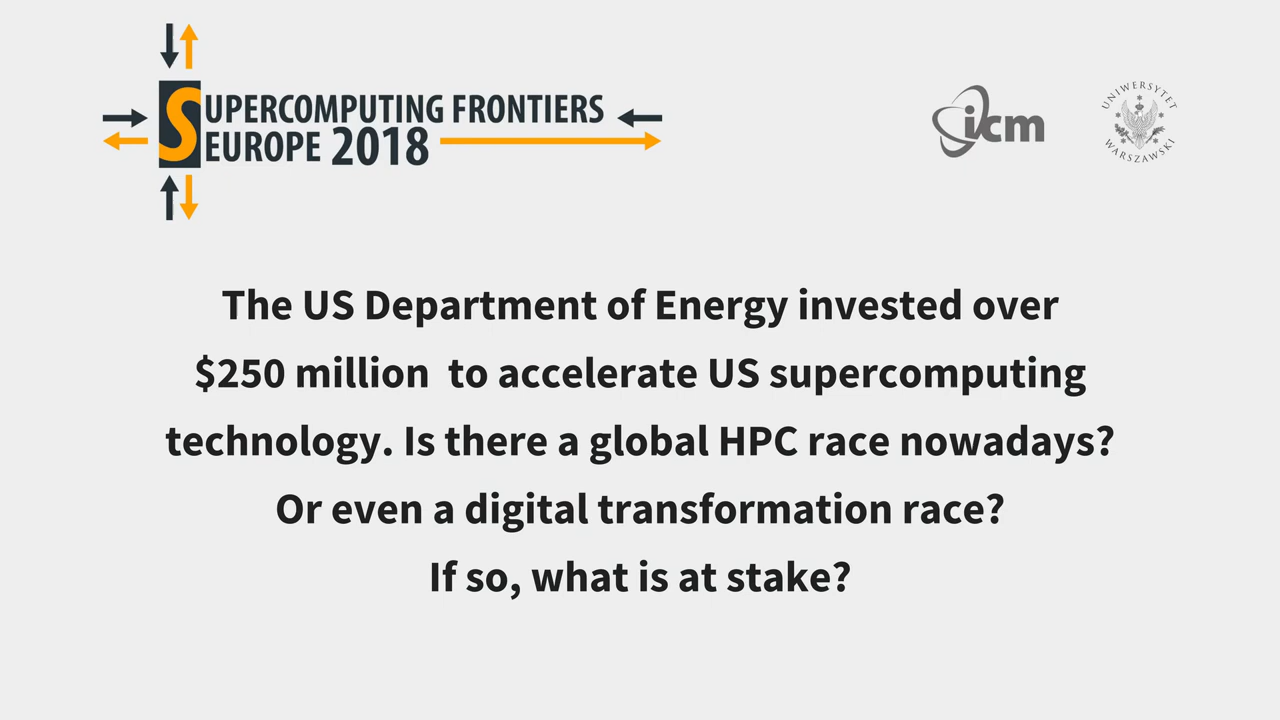 SUPERCOMPUTING FRONTIERS
EUROPE 2018
icm
UNIWERSYTET
WARSZAWSKI
The US Department of Energy invested over
$250 million  to accelerate US supercomputing
technology. Is there a global HPC race nowadays?
Or even a digital transformation race?
If so, what is at stake?